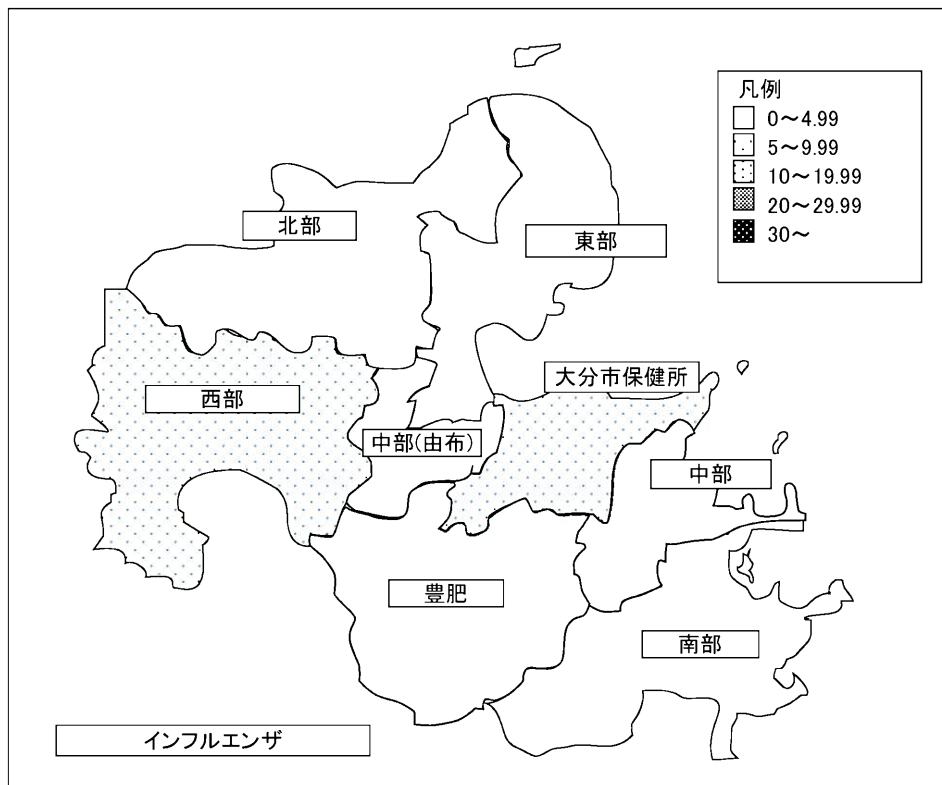 凡例
0～4.99
5～9.99
10～19.99
20～29.99
30～
北部
東部
大分市保健所
西部
中部(由布)
中部
豊肥
南部
インフルエンザ